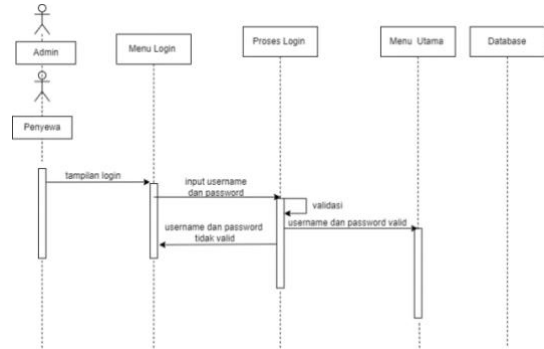 Admin
Menu Login
Proses Login
Menu Utama
Database
Penyewa
tampilan login
input username
dan password
validasi
username dan password valid
username dan password
tidak valid